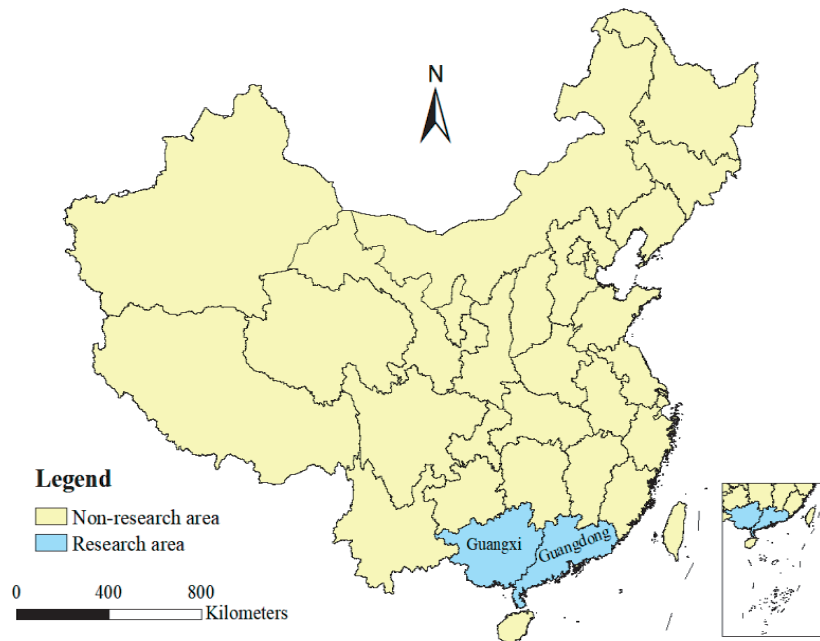 N
Legend
Non-research area
Research area
Guangxi
Guangdong
0 400 800
Kilometers